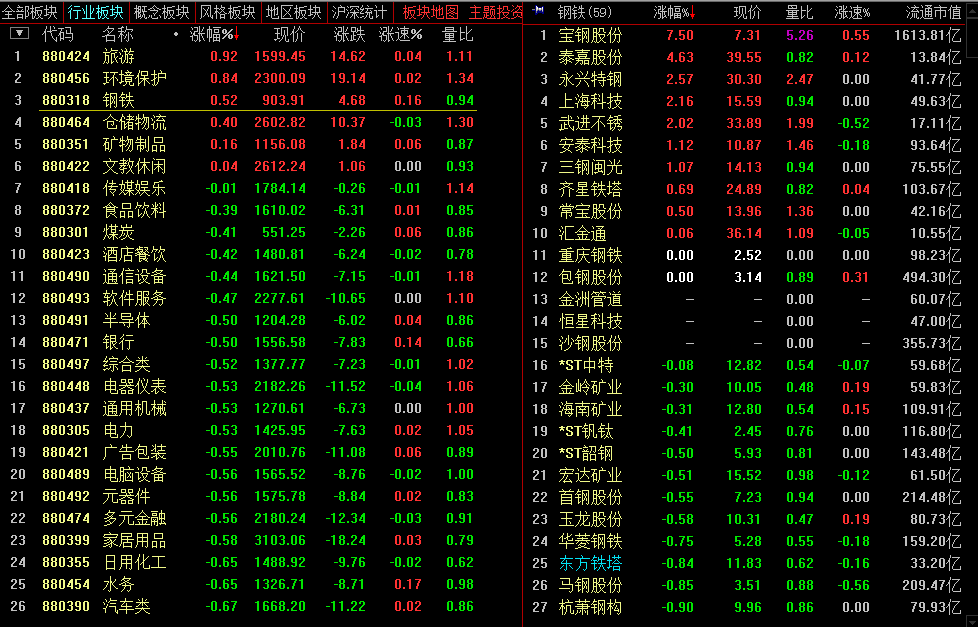 全部板块 行业板块 概念板块 风格板块 地区板块 沪深统计 板块地图 主题投资
代码 名称 涨幅%↓ 现价 涨跌 涨速% 量比
1 880424 旅游 0.92 1599.45 14.62 0.04 1.11
2 880456 环境保护 0.84 2300.09 19.14 0.02 1.34
3 880318 钢铁 0.52 903.91 4.68 0.16 0.94
4 880464 仓储物流 0.40 2602.82 10.37 -0.03 1.30
5 880351 矿物制品 0.16 1156.08 1.84 0.06 0.87
6 880422 文教休闲 0.04 2612.24 1.06 0.00 0.93
7 880418 传媒娱乐 -0.01 1784.14 -0.26 -0.01 1.14
8 880372 食品饮料 -0.39 1610.02 -6.31 0.01 0.85
9 880301 煤炭 -0.41 551.25 -2.26 0.06 0.86
10 880423 酒店餐饮 -0.42 1480.81 -6.24 -0.02 0.78
11 880490 通信设备 -0.44 1621.50 -7.15 -0.01 1.18
12 880493 软件服务 -0.47 2277.61 -10.65 0.00 1.10
13 880491 半导体 -0.50 1204.28 -6.02 0.04 0.86
14 880471 银行 -0.50 1556.58 -7.83 0.14 0.66
15 880497 综合类 -0.52 1377.77 -7.23 -0.01 1.02
16 880448 电器仪表 -0.53 2182.26 -11.52 -0.04 1.06
17 880437 通用机械 -0.53 1270.61 -6.73 0.00 1.00
18 880305 电力 -0.53 1425.95 -7.63 0.02 1.05
19 880421 广告包装 -0.55 2010.76 -11.08 0.06 0.89
20 880489 电脑设备 -0.56 1565.52 -8.76 -0.02 1.00
21 880492 元器件 -0.56 1575.78 -8.84 0.02 0.83
22 880474 多元金融 -0.56 2180.24 -12.34 -0.03 0.91
23 880399 家居用品 -0.58 3103.06 -18.24 0.03 0.79
24 880355 日用化工 -0.65 1488.92 -9.76 -0.02 0.62
25 880454 水务 -0.65 1326.71 -8.71 0.17 0.98
26 880390 汽车类 -0.67 1668.20 -11.22 0.02 0.86
钢铁(59) 涨幅%↓ 现价 量比 涨速% 流通市值
1 宝钢股份 7.50 7.31 5.26 0.55 1613.81亿
2 泰嘉股份 4.63 39.55 0.82 0.12 13.84亿
3 永兴特钢 2.57 30.30 2.47 0.00 41.77亿
4 上海科技 2.16 15.59 0.94 0.00 49.63亿
5 武进不锈 2.02 33.89 1.99 -0.52 17.11亿
6 安泰科技 1.12 10.87 1.46 -0.18 93.64亿
7 三钢闽光 1.07 14.13 0.94 0.00 75.55亿
8 齐星铁塔 0.69 24.89 0.82 0.04 103.67亿
9 常宝股份 0.50 13.96 1.36 0.00 42.16亿
10 汇金通 0.06 36.14 1.09 -0.05 10.55亿
11 重庆钢铁 0.00 2.52 0.00 0.00 98.23亿
12 包钢股份 0.00 3.14 0.89 0.31 494.30亿
13 金洲管道 — — 0.00 — 60.07亿
14 恒星科技 — — 0.00 — 47.00亿
15 沙钢股份 — — 0.00 — 355.73亿
16 *ST中特 -0.08 12.82 0.54 -0.07 59.68亿
17 金岭矿业 -0.30 10.05 0.48 0.19 59.83亿
18 海南矿业 -0.31 12.80 0.54 0.15 109.91亿
19 *ST钒钛 -0.41 2.45 0.76 0.00 116.80亿
20 *ST韶钢 -0.50 5.93 0.81 0.00 143.48亿
21 宏达矿业 -0.51 15.52 0.98 -0.12 61.50亿
22 首钢股份 -0.55 7.23 0.94 0.00 214.48亿
23 玉龙股份 -0.58 10.31 0.47 0.19 80.73亿
24 华菱钢铁 -0.75 5.28 0.55 -0.18 159.20亿
25 东方铁塔 -0.84 11.83 0.62 -0.16 33.20亿
26 马钢股份 -0.85 3.51 0.88 -0.56 209.47亿
27 杭萧钢构 -0.90 9.96 0.86 0.00 79.93亿